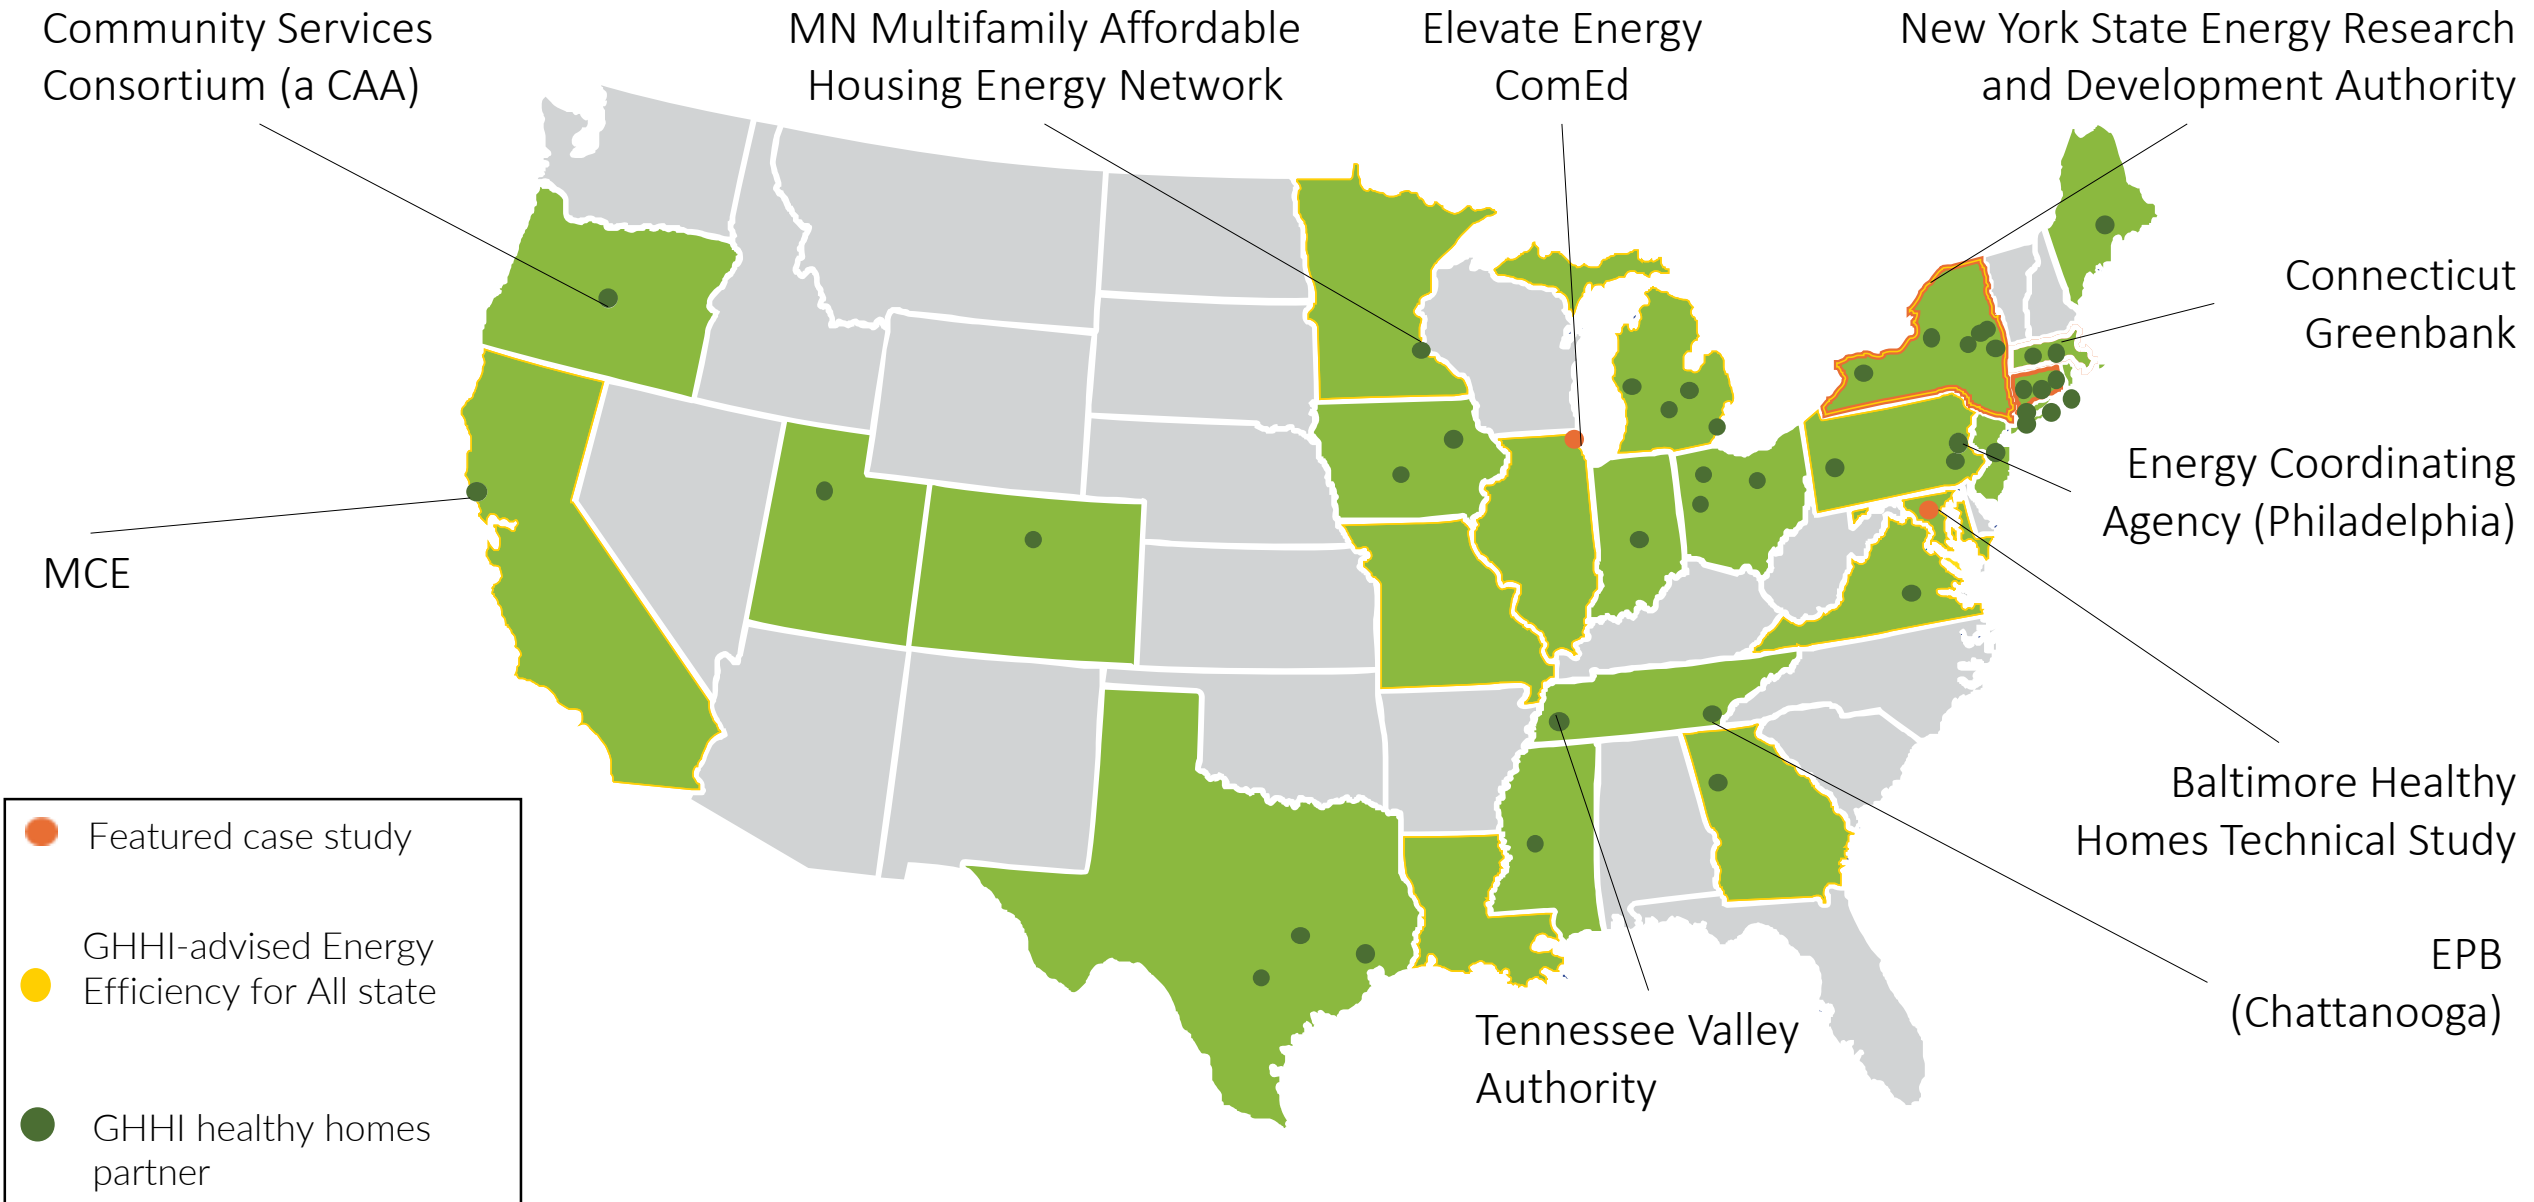 Community Services
Consortium (a CAA)
MN Multifamily Affordable
Housing Energy Network
Elevate Energy
ComEd
New York State Energy Research
and Development Authority
Connecticut
Greenbank
Energy Coordinating
Agency (Philadelphia)
MCE
Baltimore Healthy
Homes Technical Study
EPB
(Chattanooga)
Tennessee Valley
Authority
Featured case study
GHHI-advised Energy
Efficiency for All state
GHHI healthy homes
partner